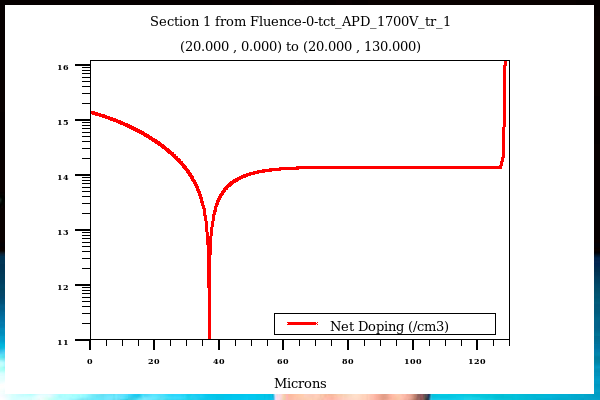 Section 1 from Fluence-0-tct_APD_1700V_tr_1
(20.000 , 0.000) to (20.000 , 130.000)
16
15
14
13
12
11
Net Doping (/cm3)
0 20 40 60 80 100 120
Microns